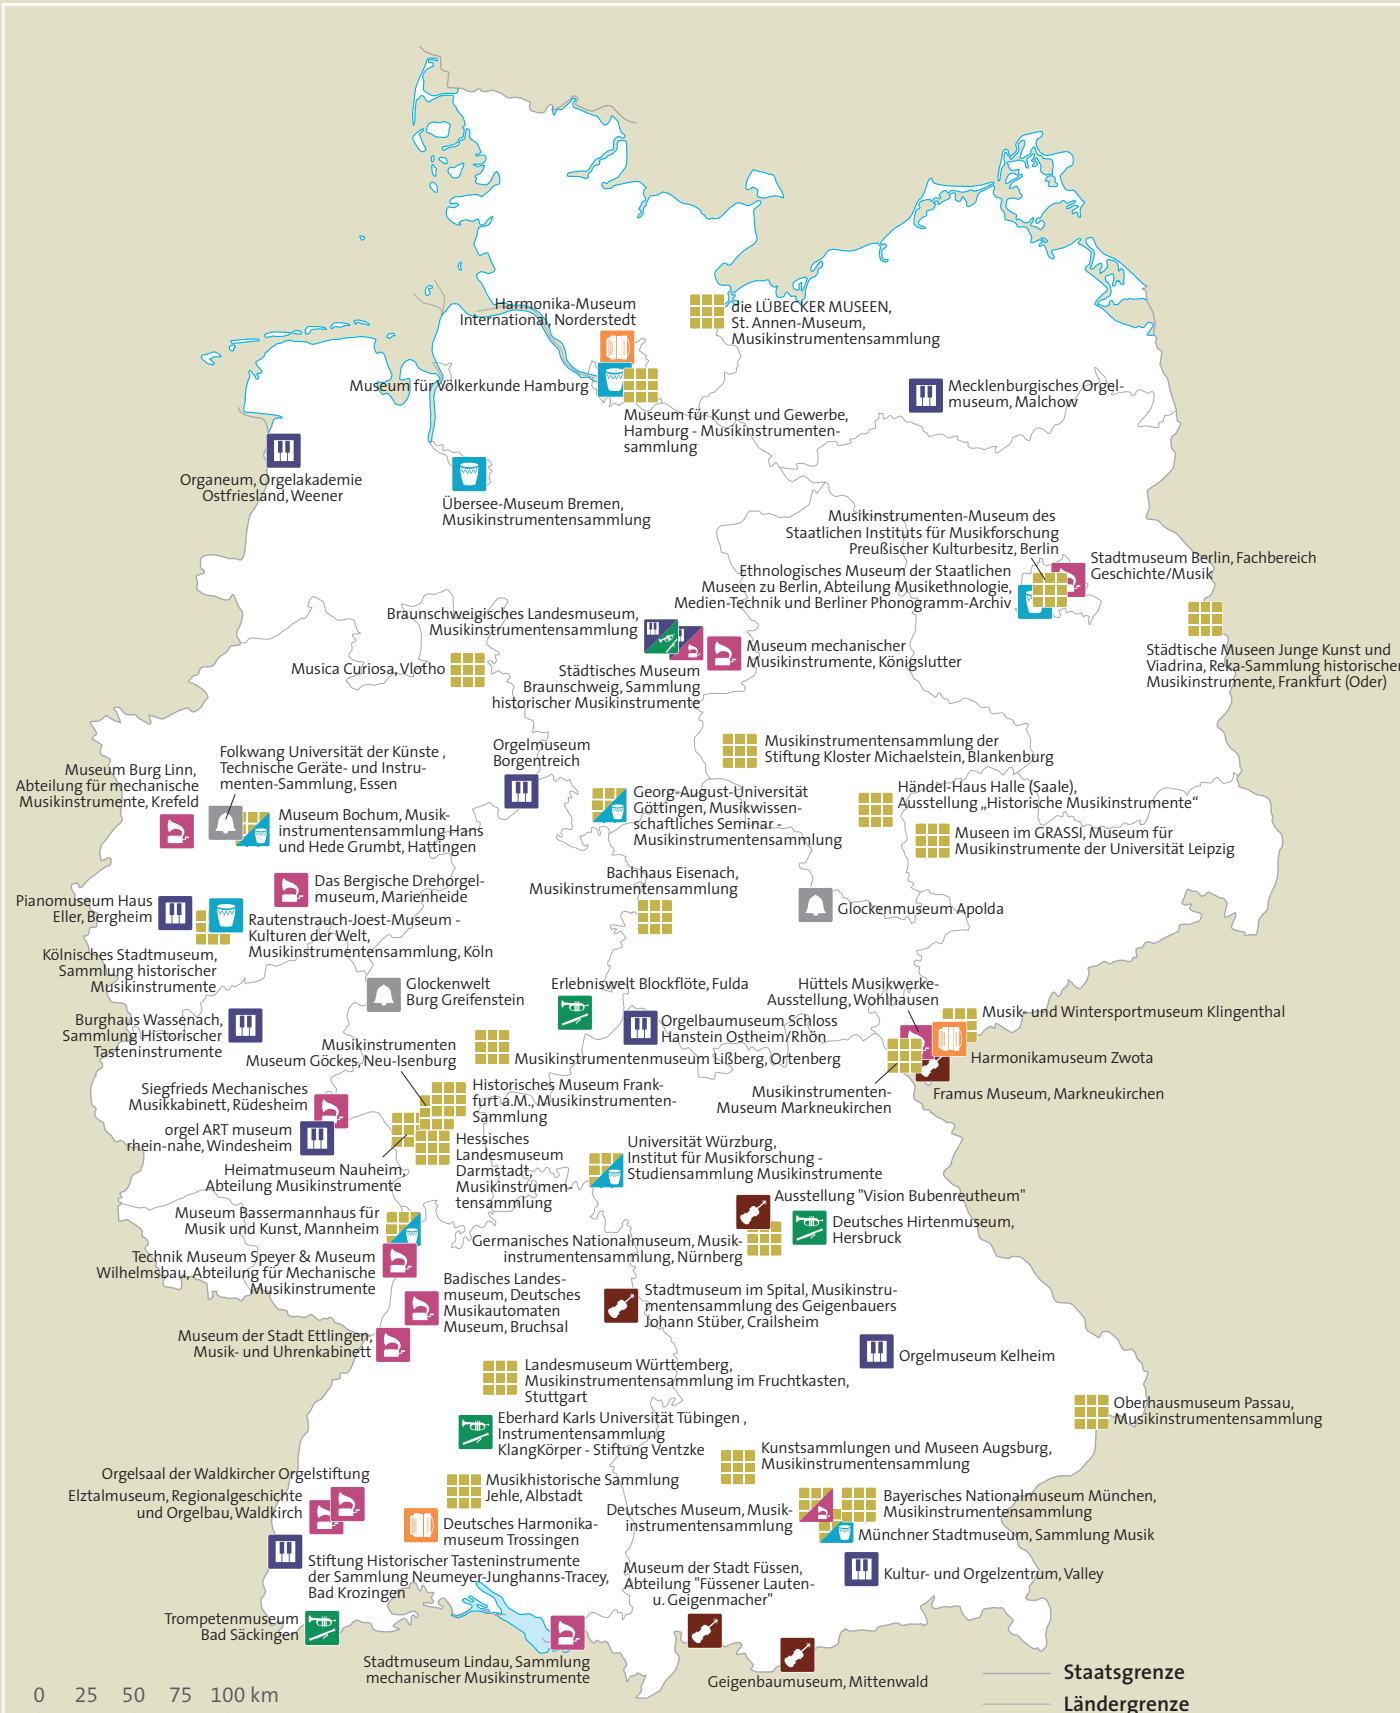 Harmonika-Museum
International, Norderstedt
die LÜBECKER MUSEEN,
St. Annen-Museum,
Musikinstrumentensammlung
Museum für Völkerkunde Hamburg
Mecklenburgisches Orgel-
museum, Malchow
Museum für Kunst und Gewerbe,
Hamburg - Musikinstrumenten-
sammlung
Organeum, Orgelakademie
Ostfriesland, Weener
Übersee-Museum Bremen,
Musikinstrumentensammlung
Musikinstrumenten-Museum des
Staatlichen Instituts für Musikforschung
Preußischer Kulturbesitz, Berlin
Stadtmuseum Berlin, Fachbereich
Geschichte/Musik
Ethnologisches Museum der Staatlichen
Museen zu Berlin, Abteilung Musikethnologie,
Medien-Technik und Berliner Phonogramm-Archiv
Braunschweigisches Landesmuseum,
Musikinstrumentensammlung
Museum mechanischer
Musikinstrumente, Königslutter
Städtische Museen Junge Kunst und
Viadrina, Reka-Sammlung historischer
Musikinstrumente, Frankfurt (Oder)
Musica Curiosa, Vlotho
Städtisches Museum
Braunschweig, Sammlung
historischer Musikinstrumente
Folkwang Universität der Künste ,
Technische Geräte- und Instru-
menten-Sammlung, Essen
Orgelmuseum
Borgentreich
Musikinstrumentensammlung der
Stiftung Kloster Michaelstein, Blankenburg
Museum Burg Linn,
Abteilung für mechanische
Musikinstrumente, Krefeld
Georg-August-Universität
Göttingen, Musikwissen-
schaftliches Seminar -
Musikinstrumentensammlung
Händel-Haus Halle (Saale),
Ausstellung „Historische Musikinstrumente“
Museum Bochum, Musik-
instrumentensammlung Hans
und Hede Grumbt, Hattingen
Museen im GRASSI, Museum für
Musikinstrumente der Universität Leipzig
Bachhaus Eisenach,
Musikinstrumentensammlung
Das Bergische Drehorgel-
museum, Marienheide
Pianomuseum Haus
Eller, Bergheim
Glockenmuseum Apolda
Rautenstrauch-Joest-Museum -
Kulturen der Welt,
Musikinstrumentensammlung, Köln
Kölnisches Stadtmuseum,
Sammlung historischer
Musikinstrumente
Glockenwelt
Burg Greifenstein
Erlebniswelt Blockflöte, Fulda
Hüttels Musikwerke-
Ausstellung, Wohlhausen
Burghaus Wassenach,
Sammlung Historischer
Tasteninstrumente
Orgelbaumuseum Schloss
Hanstein Ostheim/Rhön
Musik- und Wintersportmuseum Klingenthal
Musikinstrumenten
Museum Göckes, Neu-Isenburg
Musikinstrumentenmuseum Lißberg, Ortenberg
Harmonikamuseum Zwota
Musikinstrumenten-
Museum Markneukirchen
Framus Museum, Markneukirchen
Siegfrieds Mechanisches
Musikkabinett, Rüdesheim
Historisches Museum Frank-
furt a.M., Musikinstrumenten-
Sammlung
orgel ART museum
rhein-nahe, Windesheim
Hessisches
Landesmuseum
Darmstadt,
Musikinstrumen-
tensammlung
Universität Würzburg,
Institut für Musikforschung -
Studiensammlung Musikinstrumente
Heimatmuseum Nauheim,
Abteilung Musikinstrumente
Ausstellung "Vision Bubenreutheum"
Museum Bassermannhaus für
Musik und Kunst, Mannheim
Deutsches Hirtenmuseum,
Hersbruck
Germanisches Nationalmuseum, Musik-
instrumentensammlung, Nürnberg
Technik Museum Speyer & Museum
Wilhelmsbau, Abteilung für Mechanische
Musikinstrumente
Badisches Landes-
museum, Deutsches
Musikautomaten
Museum, Bruchsal
Stadtmuseum im Spital, Musikinstru-
mentensammlung des Geigenbauers
Johann Stüber, Crailsheim
Museum der Stadt Ettlingen,
Musik- und Uhrenkabinett
Orgelmuseum Kelheim
Landesmuseum Württemberg,
Musikinstrumentensammlung im Fruchtkasten,
Stuttgart
Oberhausmuseum Passau,
Musikinstrumentensammlung
Eberhard Karls Universität Tübingen ,
Instrumentensammlung
KlangKörper - Stiftung Ventzke
Kunstsammlungen und Museen Augsburg,
Musikinstrumentensammlung
Orgelsaal der Waldkircher Orgelstiftung
Elztalmuseum, Regionalgeschichte
und Orgelbau, Waldkirch
Musikhistorische Sammlung
Jehle, Albstadt
Deutsches Museum, Musik-
instrumentensammlung
Bayerisches Nationalmuseum München,
Musikinstrumentensammlung
Deutsches Harmonika-
museum Trossingen
Münchner Stadtmuseum, Sammlung Musik
Stiftung Historischer Tasteninstrumente
der Sammlung Neumeyer-Junghanns-Tracey,
Bad Krozingen
Museum der Stadt Füssen,
Abteilung "Füssener Lauten-
u. Geigenmacher"
Kultur- und Orgelzentrum, Valley
Trompetenmuseum
Bad Säckingen
Stadtmuseum Lindau, Sammlung
mechanischer Musikinstrumente
Geigenbaumuseum, Mittenwald
Staatsgrenze
Ländergrenze
0 25 50 75 100 km